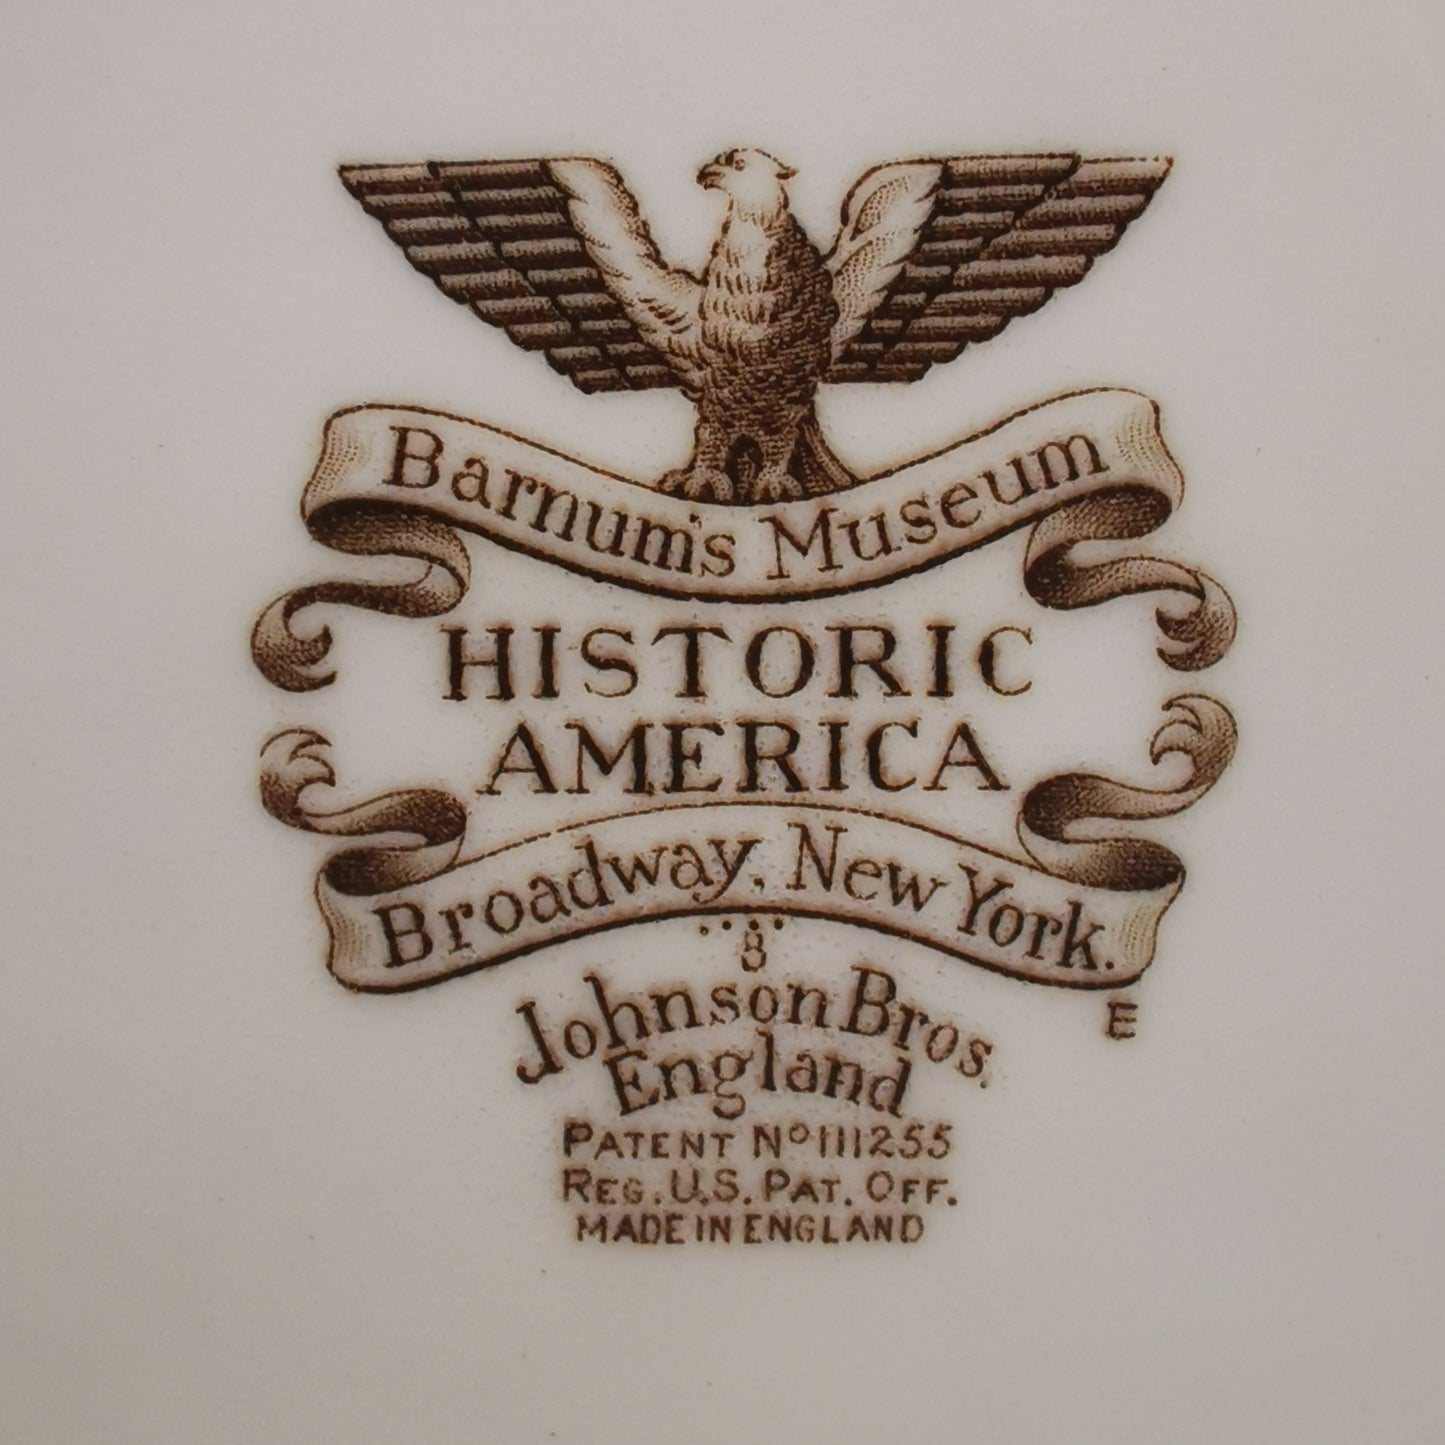 Barnum's Museum
HISTORIC
AMERICA
Broadway, New York.
8
Johnson Bros.
E
England
PATENT Nº 111255
REG. U.S. PAT. OFF.
MADE IN ENGLAND